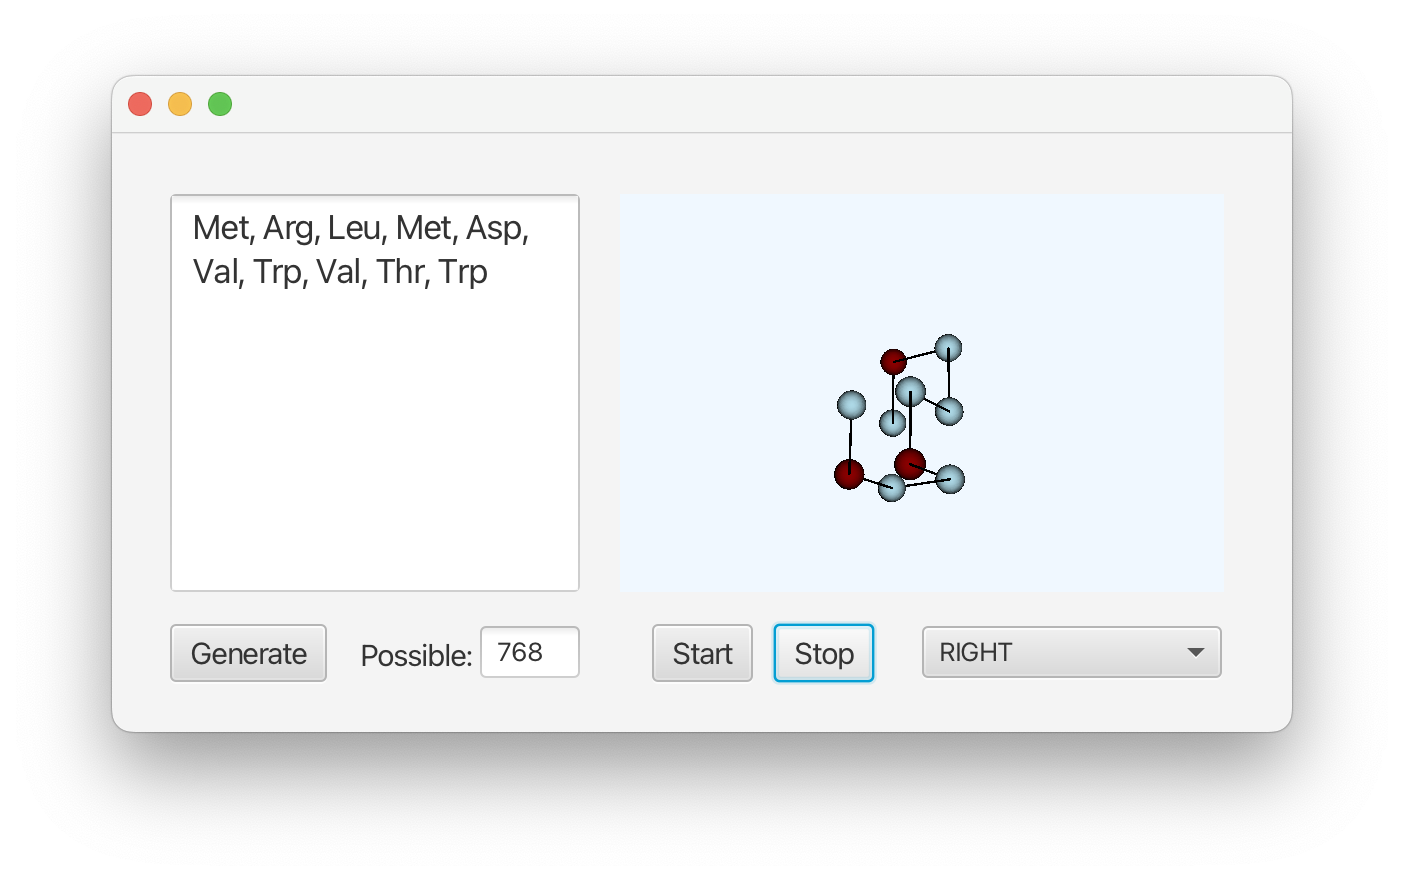 Met, Arg, Leu, Met, Asp,
Val, Trp, Val, Thr, Trp
Generate
Possible:
768
Start
Stop
RIGHT